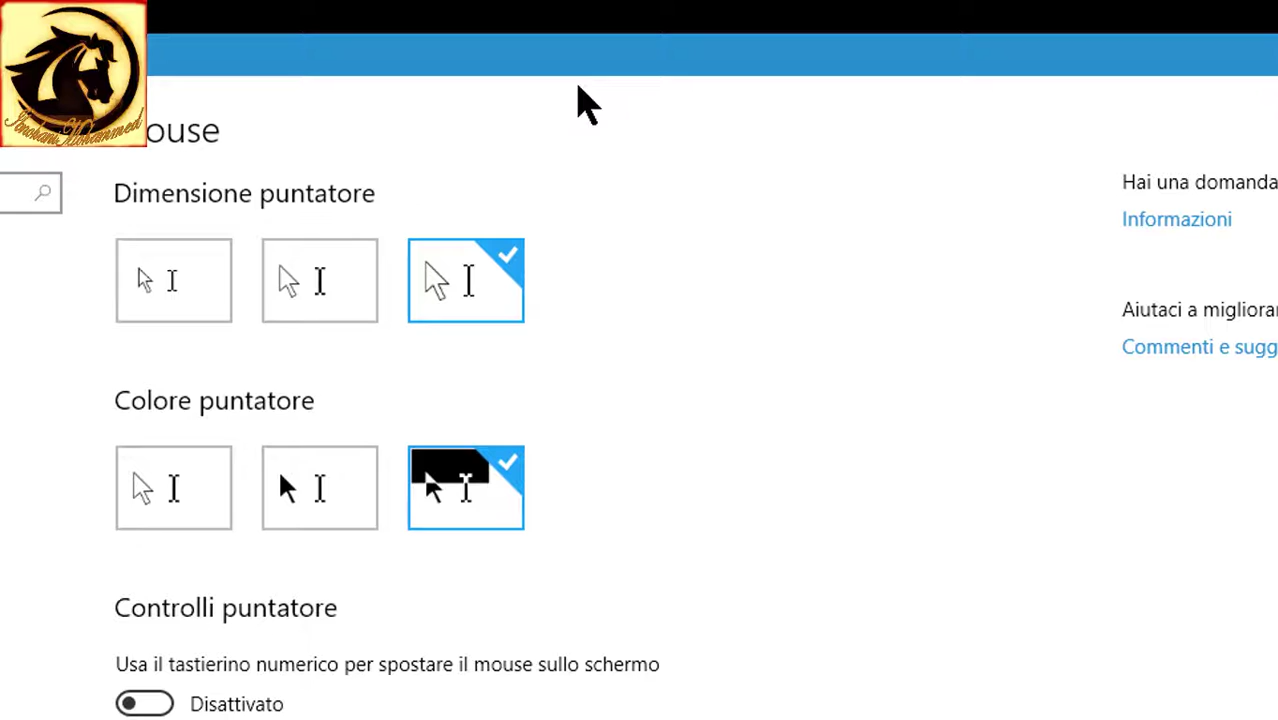 ouse
Dimensione puntatore
Colore puntatore
Controlli puntatore
Usa il tastierino numerico per spostare il mouse sullo schermo
Disattivato
Hai una domanda
Informazioni
Aiutaci a migliorar
Commenti e sugg